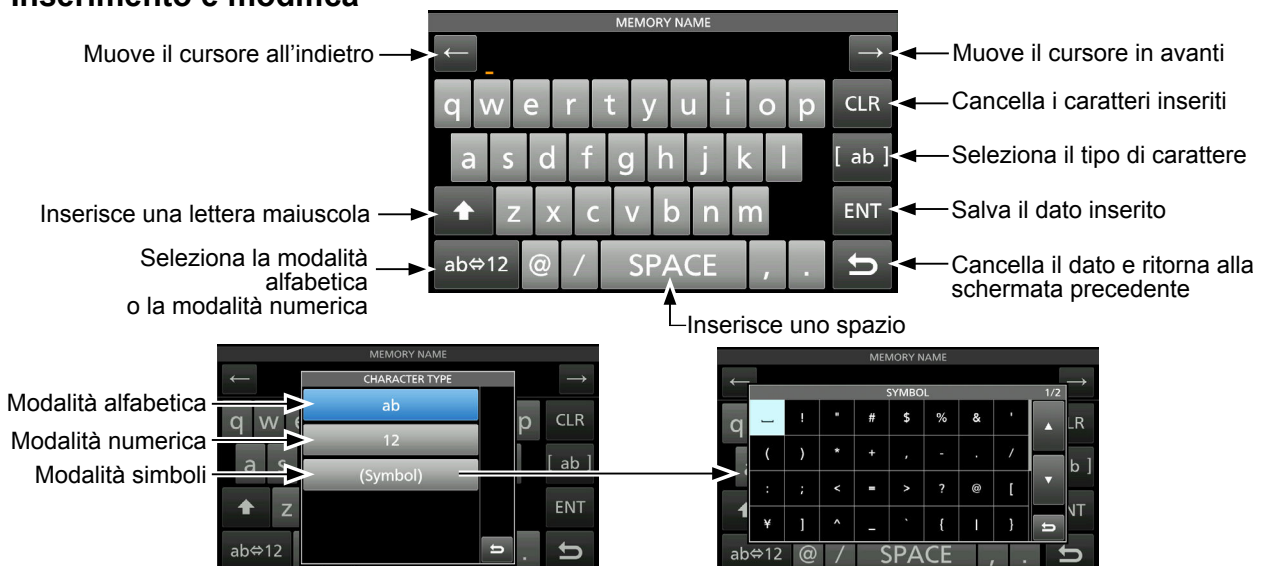 Inserimento e modifica
MEMORY NAME
Muove il cursore all'indietro
←
→
Muove il cursore in avanti
q w e r t y u i o p
CLR
Cancella i caratteri inseriti
a s d f g h j k l
[ ab ]
Seleziona il tipo di carattere
Inserisce una lettera maiuscola
z x c v b n m
ENT
Salva il dato inserito
Seleziona la modalità
alfabetica
o la modalità numerica
ab⇔12 @ / SPACE , .
Cancella il dato e ritorna alla
schermata precedente
Inserisce uno spazio
MEMORY NAME
←
→
CHARACTER TYPE
Modalità alfabetica
ab
q w e
p
CLR
Modalità numerica
12
a s
[ ab ]
Modalità simboli
(Symbol)
z
ENT
ab⇔12
.
MEMORY NAME
←
→
SYMBOL
1/2
q
LR
! " # $ % & '
( ) * + , - . /
b ]
: ; < = > ? @ [
NT
¥ ] ^ _ ` { | }
ab⇔12 @ / SPACE , .